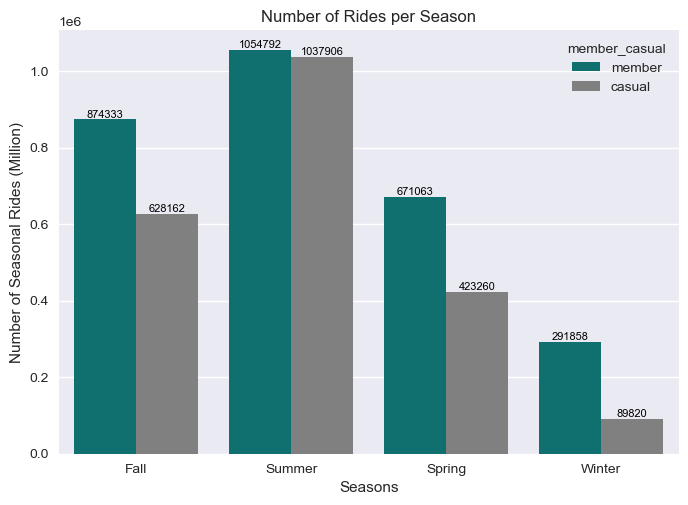 Number of Rides per Season
1e6
member_casual
member
casual
1054792
1037906
874333
628162
671063
423260
291858
89820
1.0
0.8
0.6
0.4
0.2
0.0
Number of Seasonal Rides (Million)
Fall
Summer
Spring
Winter
Seasons